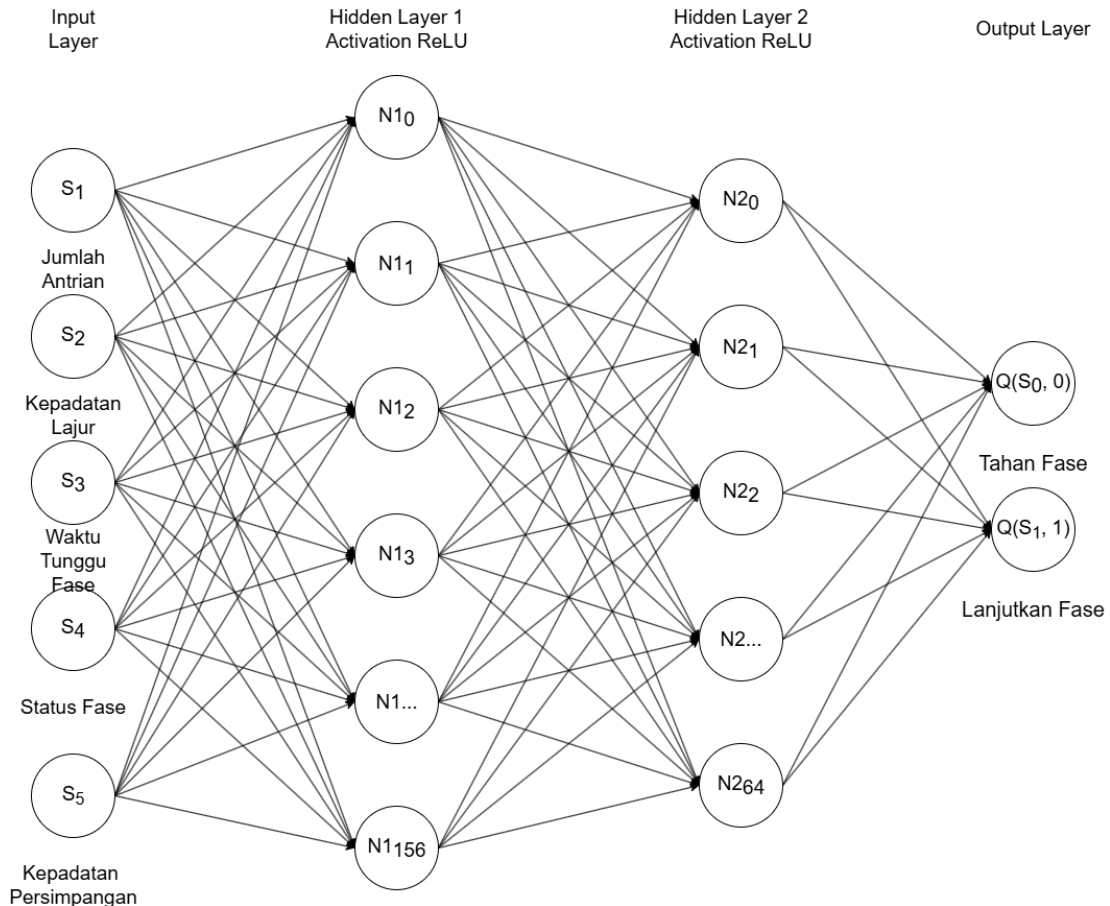 Input
Layer
Hidden Layer 1
Activation ReLU
Hidden Layer 2
Activation ReLU
Output Layer
S1
Jumlah
Antrian
S2
Kepadatan
Lajur
S3
Waktu
Tunggu
Fase
S4
Status Fase
S5
Kepadatan
Persimpangan
N10
N11
N12
N13
N1...
N1156
N20
N21
N22
N2...
N264
Q(S0, 0)
Tahan Fase
Q(S1, 1)
Lanjutkan Fase